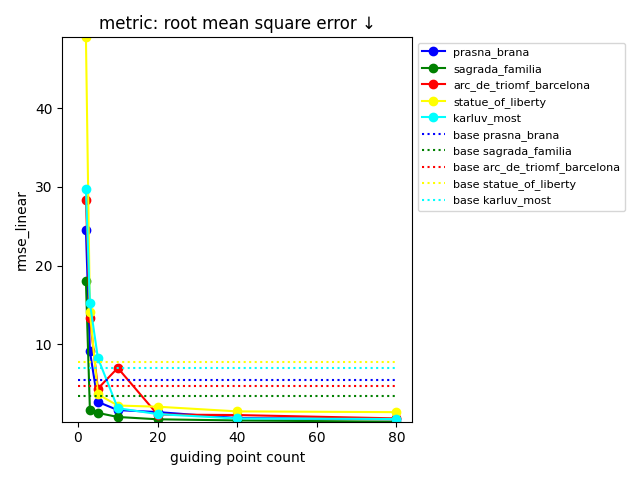 metric: root mean square error ↓
rmse_linear
40
30
20
10
0
20
40
60
80
guiding point count
prasna_brana
sagrada_familia
arc_de_triomf_barcelona
statue_of_liberty
karluv_most
base prasna_brana
base sagrada_familia
base arc_de_triomf_barcelona
base statue_of_liberty
base karluv_most